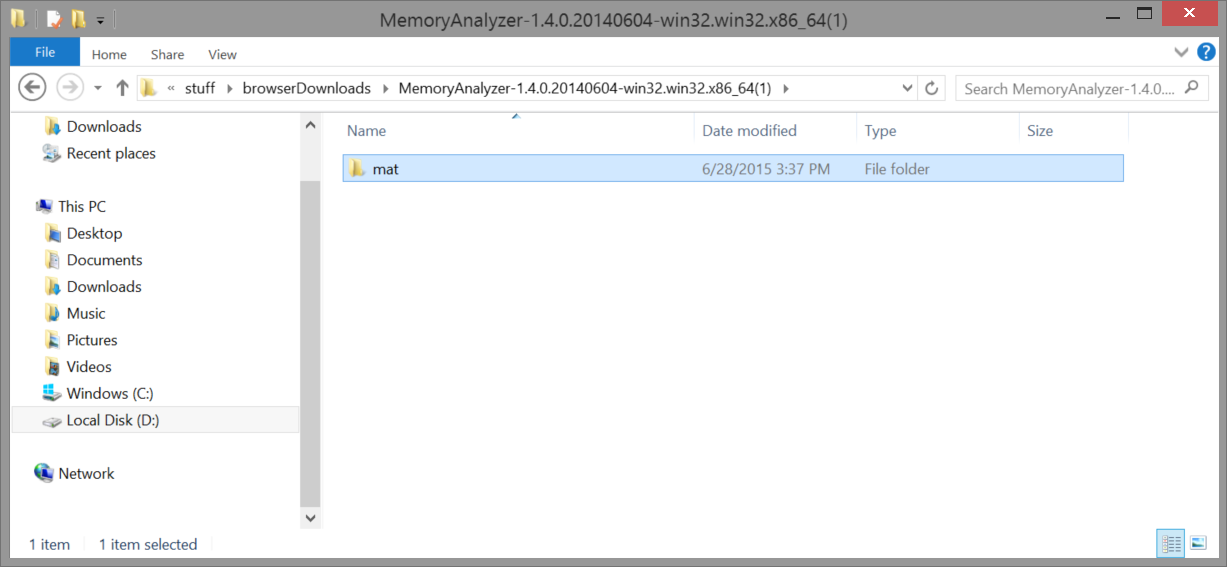 MemoryAnalyzer-1.4.0.20140604-win32.win32.x86_64(1)
File Home Share View
« stuff browserDownloads MemoryAnalyzer-1.4.0.20140604-win32.win32.x86_64(1) Search MemoryAnalyzer-1.4.0....
Name Date modified Type Size
mat 6/28/2015 3:37 PM File folder
Downloads
Recent places
This PC
Desktop
Documents
Downloads
Music
Pictures
Videos
Windows (C:)
Local Disk (D:)
Network
1 item 1 item selected